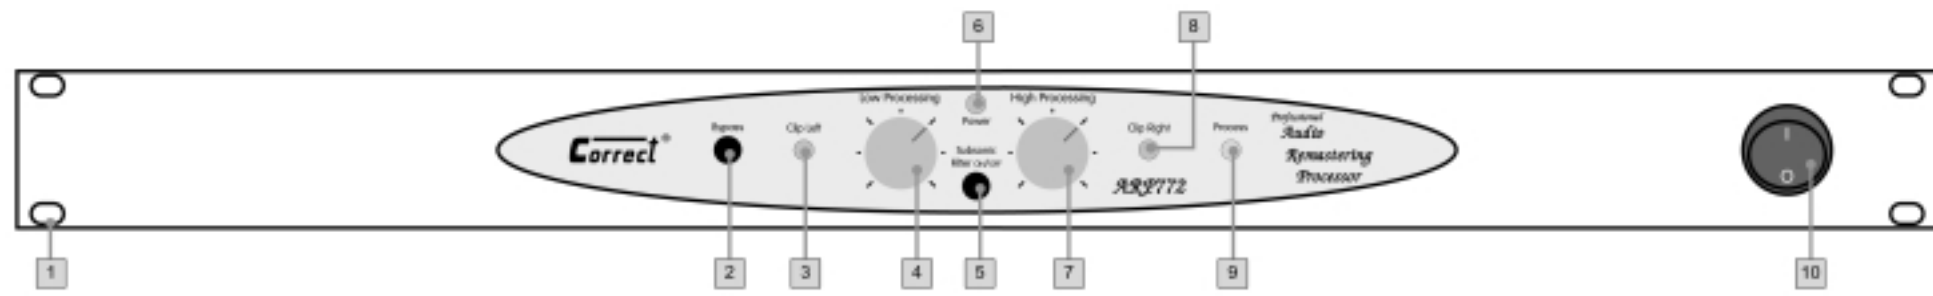 6
8
Low Processing
High Processing
Power
Correct®
Bypass
Clip Left
Subsonic
filter on/off
Clip Right
Process
Professional
Audio
Remastering
Processor
ARP772
I
O
1
2
3
4
5
7
9
10